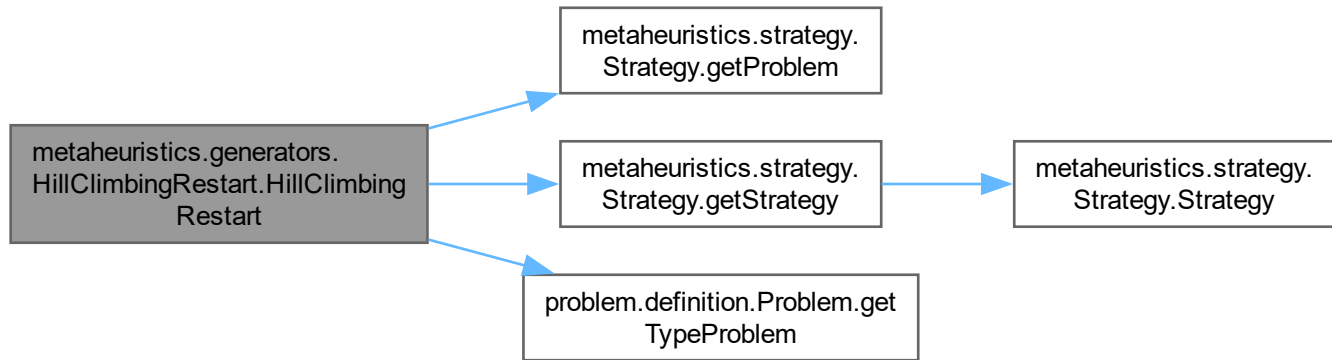 metaheuristics.generators.
HillClimbingRestart.HillClimbing
Restart
metaheuristics.strategy.
Strategy.getProblem
metaheuristics.strategy.
Strategy.getStrategy
metaheuristics.strategy.
Strategy.Strategy
problem.definition.Problem.get
TypeProblem